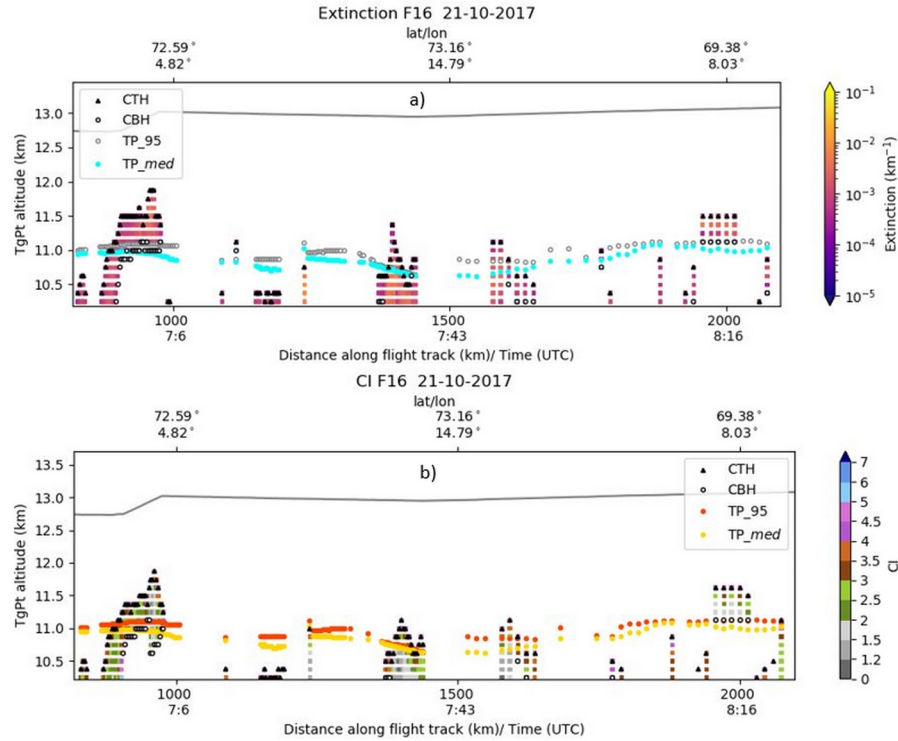 Extinction F16 21-10-2017
lat/lon
72.59° 73.16° 69.38°
4.82° 14.79° 8.03°
a)
CTH
CBH
TP_95
TP_med
TgPt altitude (km)
13.0
12.5
12.0
11.5
11.0
10.5
1000 1500 2000
7:6 7:43 8:16
Distance along flight track (km)/ Time (UTC)
10⁻¹
10⁻²
10⁻³
10⁻⁴
10⁻⁵
Extinction (km⁻¹)
CI F16 21-10-2017
lat/lon
72.59° 73.16° 69.38°
4.82° 14.79° 8.03°
b)
CTH
CBH
TP_95
TP_med
TgPt altitude (km)
13.5
13.0
12.5
12.0
11.5
11.0
10.5
1000 1500 2000
7:6 7:43 8:16
Distance along flight track (km)/ Time (UTC)
7
6
5
4.5
4
3.5
3
2.5
2
1.5
1.2
0
CI